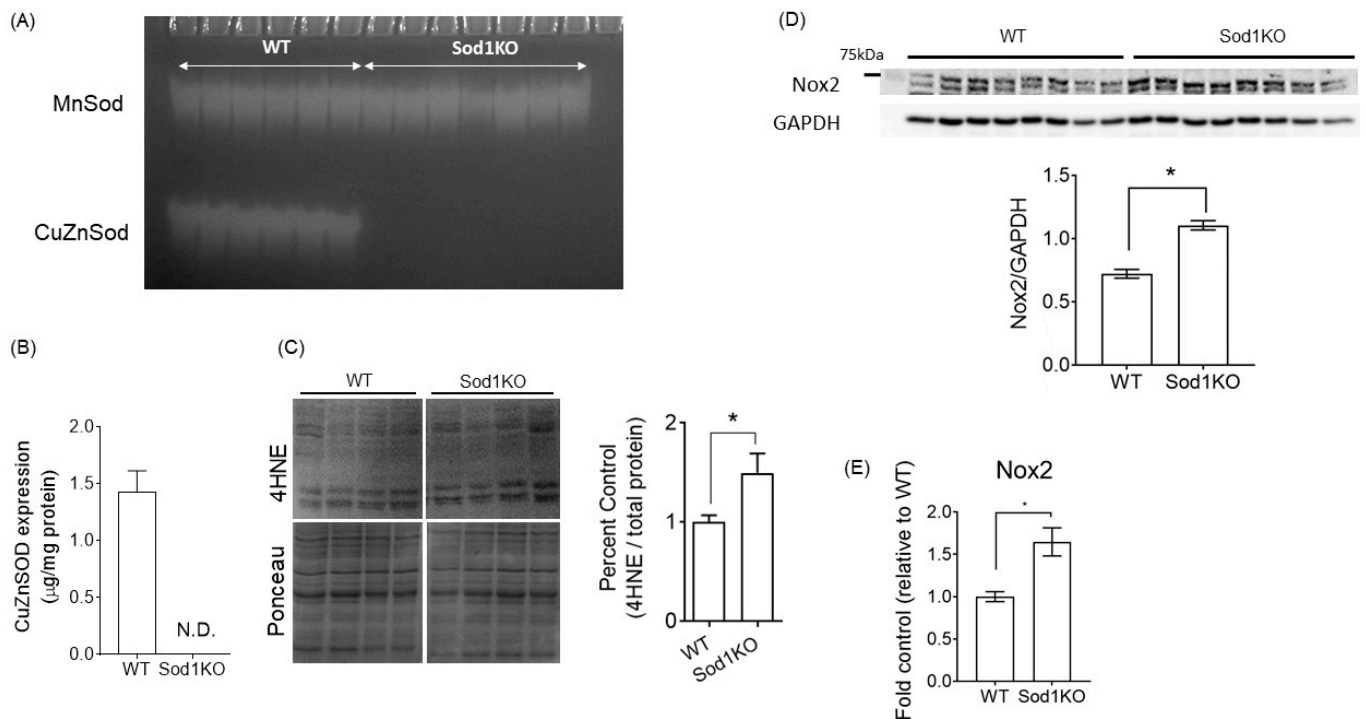 (A)
WT
Sod1KO
MnSod
CuZnSod
(B)
CuZnSOD expression
(µg/mg protein)
2.0
1.5
1.0
0.5
0.0
N.D.
WT Sod1KO
(C)
WT
Sod1KO
4HNE
Ponceau
Percent Control
(4HNE / total protein)
2
1
0
*
WT
Sod1KO
(D)
WT
Sod1KO
75kDa
Nox2
GAPDH
Nox2/GAPDH
1.5
1.0
0.5
0.0
*
WT Sod1KO
(E)
Nox2
Fold control (relative to WT)
2.0
1.5
1.0
0.5
0.0
*
WT Sod1KO